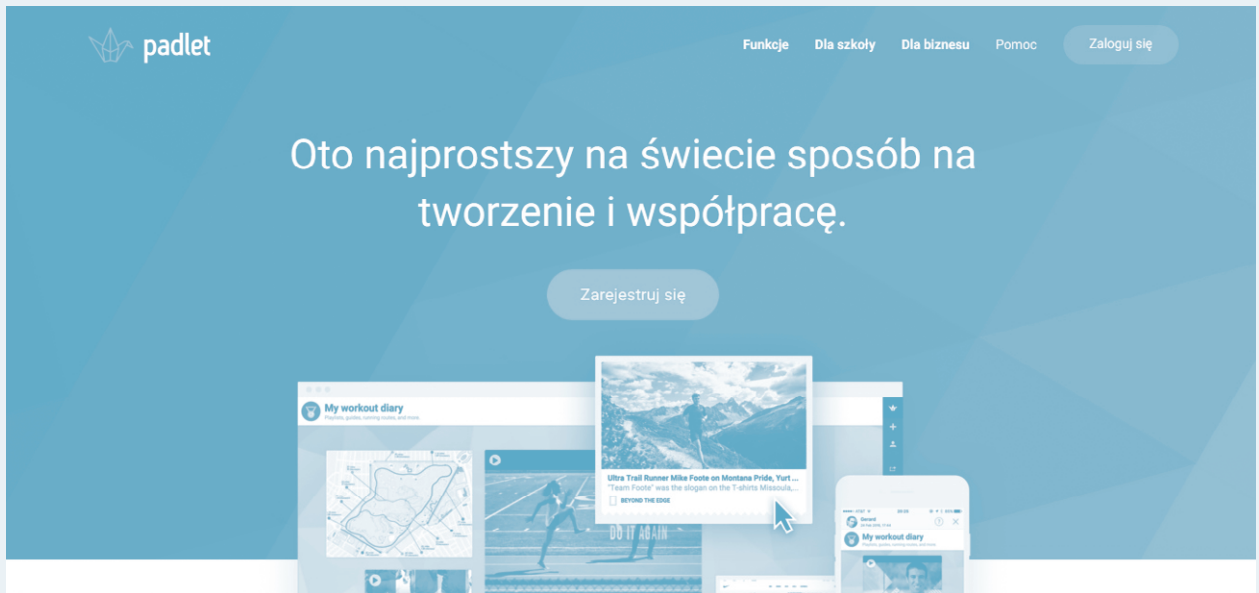 padlet
Funkcje Dla szkoły Dla biznesu Pomoc Zaloguj się
Oto najprostszy na świecie sposób na
tworzenie i współpracę.
Zarejestruj się
My workout diary
Playlists, guides, running routes, and more.
DO IT AGAIN
Ultra Trail Runner Mike Foote on Montana Pride, Yurt ...
"Team Foote" was the slogan on the T-shirts Missoula,...
BEYOND THE EDGE
Gerard
My workout diary
Playlists, guides, running routes, and more.